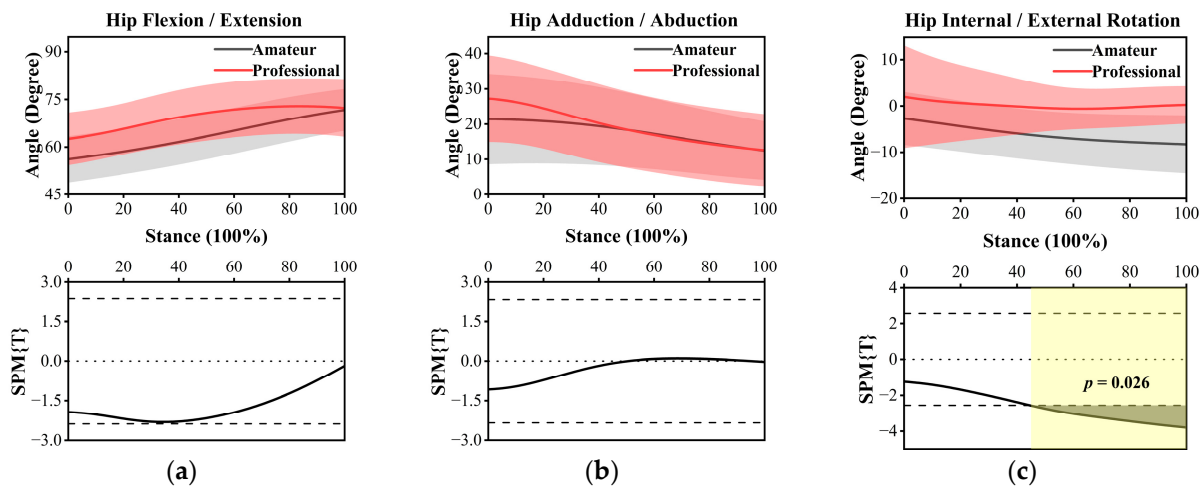 Hip Flexion / Extension
Angle (Degree)
90
75
60
45
Amateur
Professional
0 20 40 60 80 100
Stance (100%)
0 20 40 60 80 100
SPM{T}
3.0
1.5
0.0
−1.5
−3.0
(a)
Hip Adduction / Abduction
Angle (Degree)
40
30
20
10
0
Amateur
Professional
0 20 40 60 80 100
Stance (100%)
0 20 40 60 80 100
SPM{T}
3.0
1.5
0.0
−1.5
−3.0
(b)
Hip Internal / External Rotation
Angle (Degree)
10
0
−10
−20
Amateur
Professional
0 20 40 60 80 100
Stance (100%)
0 20 40 60 80 100
SPM{T}
4
2
0
−2
−4
p = 0.026
(c)